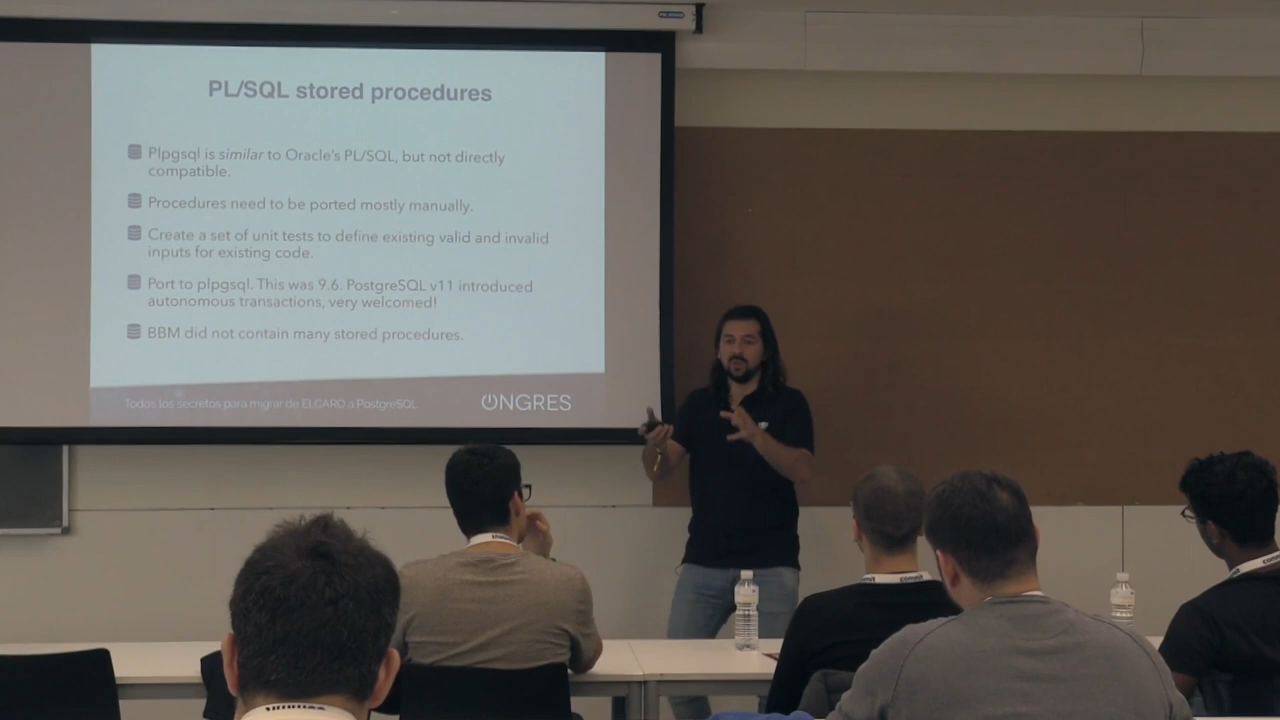 PL/SQL stored procedures
Plpgsql is similar to Oracle's PL/SQL, but not directly
compatible.
Procedures need to be ported mostly manually.
Create a set of unit tests to define existing valid and invalid
inputs for existing code.
Port to plpgsql. This was 9.6. PostgreSQL v11 introduced
autonomous transactions, very welcomed!
BBM did not contain many stored procedures.
Todos los secretos para migrar de ELCARO a PostgreSQL
ONGRES
commit